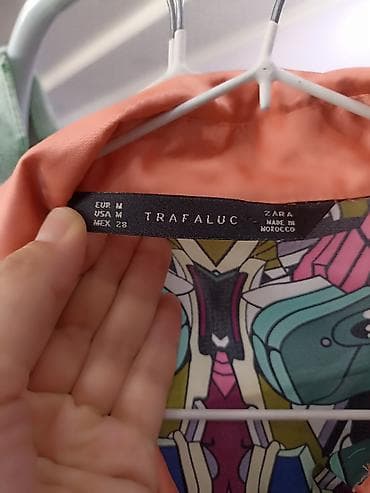 EUR M
USA M
MEX 28
TRAFALUC
ZARA
MADE IN
MOROCCO